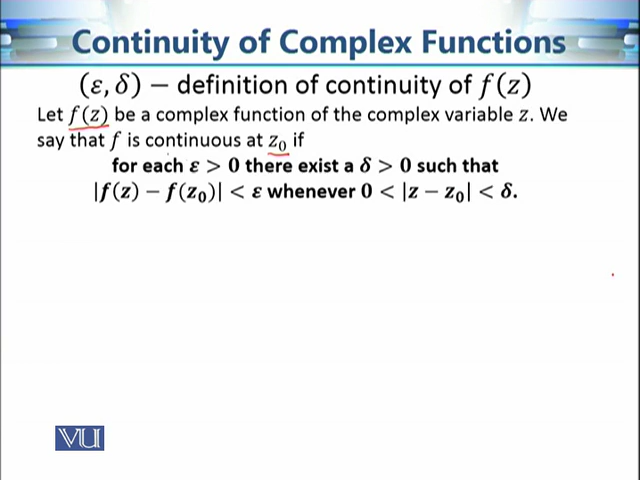 Continuity of Complex Functions
(ε, δ) − definition of continuity of f(z)
Let f(z) be a complex function of the complex variable z. We
say that f is continuous at z₀ if
for each ε > 0 there exist a δ > 0 such that
|f(z) − f(z₀)| < ε whenever 0 < |z − z₀| < δ.
VU